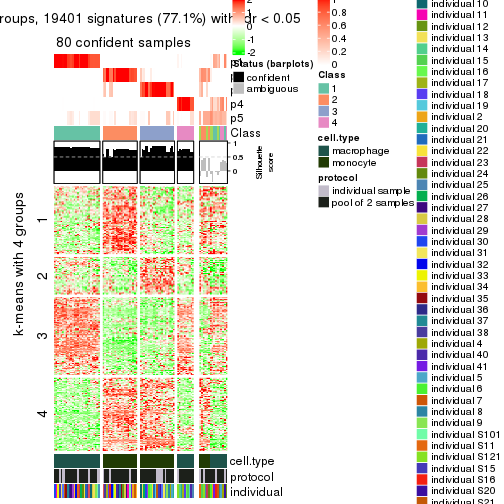 roups, 19401 signatures (77.1%) with
dr < 0.05
80 confident samples
p4
p5
Class
1
0.5
0
Silhouette
score
k-means with 4 groups
1
2
3
4
cell.type
protocol
individual
2
1
0
-1
-2
Status (barplots)
confident
ambiguous
0.8
0.6
0.4
0.2
0
Class
1
2
3
4
cell.type
macrophage
monocyte
protocol
individual sample
pool of 2 samples
individual 10
individual 11
individual 12
individual 13
individual 14
individual 15
individual 16
individual 17
individual 18
individual 19
individual 2
individual 20
individual 21
individual 22
individual 23
individual 24
individual 25
individual 26
individual 27
individual 28
individual 29
individual 30
individual 31
individual 32
individual 33
individual 34
individual 35
individual 36
individual 37
individual 38
individual 4
individual 40
individual 41
individual 5
individual 6
individual 7
individual 8
individual 9
individual S101
individual S11
individual S121
individual S15
individual S16
individual S20
individual S21